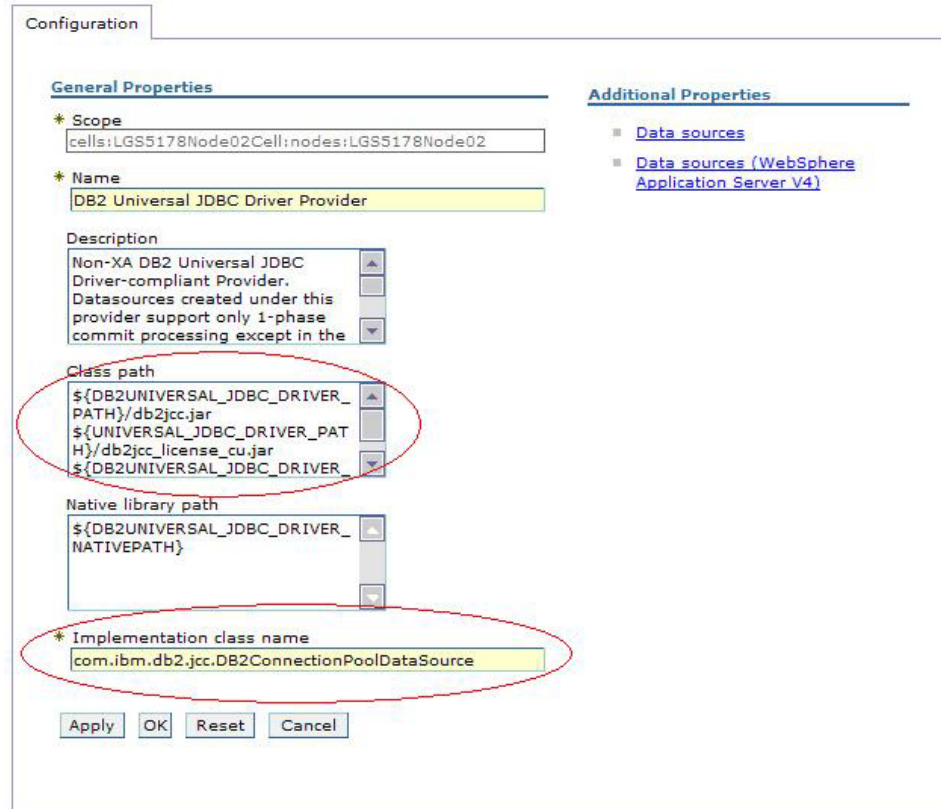 Configuration
General Properties
* Scope
cells:LGS5178Node02Cell:nodes:LGS5178Node02
* Name
DB2 Universal JDBC Driver Provider
Description
Non-XA DB2 Universal JDBC
Driver-compliant Provider.
Datasources created under this
provider support only 1-phase
commit processing except in the
Class path
${DB2UNIVERSAL_JDBC_DRIVER_
PATH}/db2jcc.jar
${UNIVERSAL_JDBC_DRIVER_PAT
H}/db2jcc_license_cu.jar
${DB2UNIVERSAL_JDBC_DRIVER_
Native library path
${DB2UNIVERSAL_JDBC_DRIVER_
NATIVEPATH}
* Implementation class name
com.ibm.db2.jcc.DB2ConnectionPoolDataSource
Apply OK Reset Cancel
Additional Properties
Data sources
Data sources (WebSphere
Application Server V4)